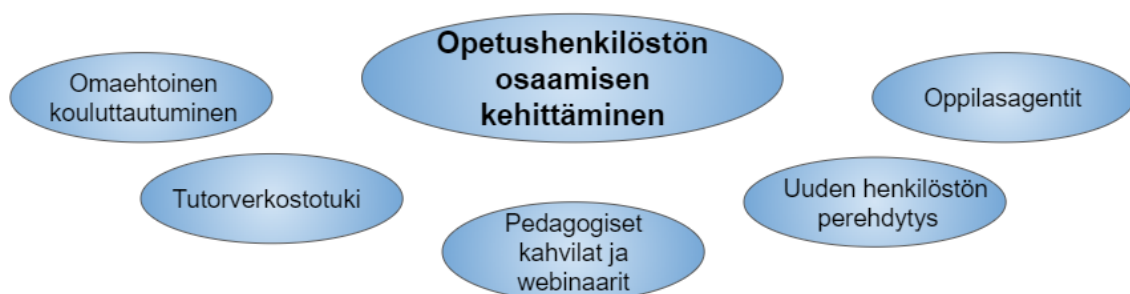 Opetushenkilöstön
osaamisen
kehittäminen
Omaehtoinen
kouluttautuminen
Tutorverkostotuki
Pedagogiset
kahvilat ja
webinaarit
Uuden henkilöstön
perehdytys
Oppilasagentit